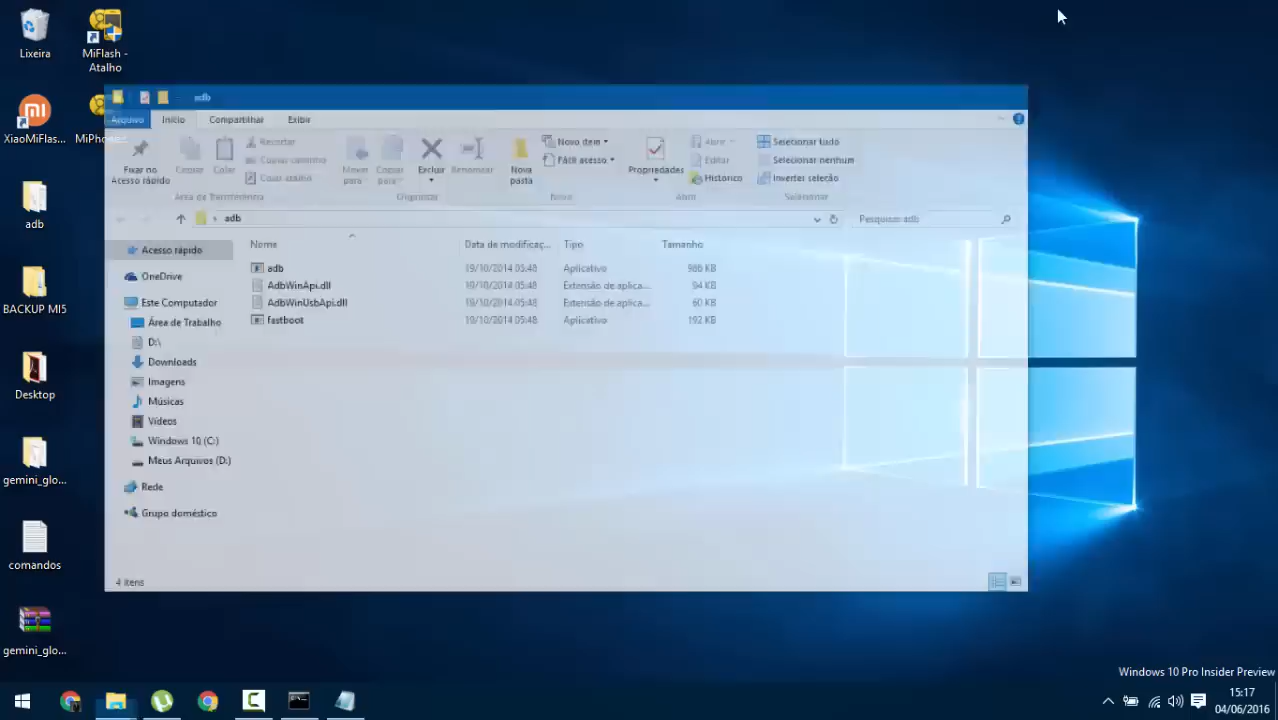 Lixeira
MiFlash -
Atalho
XiaoMiFlas...
MiPhone
adb
BACKUP MI5
Desktop
gemini_glo...
comandos
gemini_glo...
adb
Arquivo Início Compartilhar Exibir
Fixar no
Acesso rápido
Copiar
Colar
Recortar
Copiar caminho
Colar atalho
Área de Transferência
Mover
para
Copiar
para
Excluir
Renomear
Organizar
Nova
pasta
Novo item
Fácil acesso
Novo
Propriedades
Abrir
Editar
Histórico
Abrir
Selecionar tudo
Selecionar nenhum
Inverter seleção
Selecionar
adb
Pesquisar adb
Acesso rápido
OneDrive
Este Computador
Área de Trabalho
D:\
Downloads
Imagens
Músicas
Vídeos
Windows 10 (C:)
Meus Arquivos (D:)
Rede
Grupo doméstico
Nome Data de modificaç... Tipo Tamanho
adb 19/10/2014 05:48 Aplicativo 986 KB
AdbWinApi.dll 19/10/2014 05:48 Extensão de aplica... 94 KB
AdbWinUsbApi.dll 19/10/2014 05:48 Extensão de aplica... 60 KB
fastboot 19/10/2014 05:48 Aplicativo 192 KB
4 itens
Windows 10 Pro Insider Preview
15:17
04/06/2016